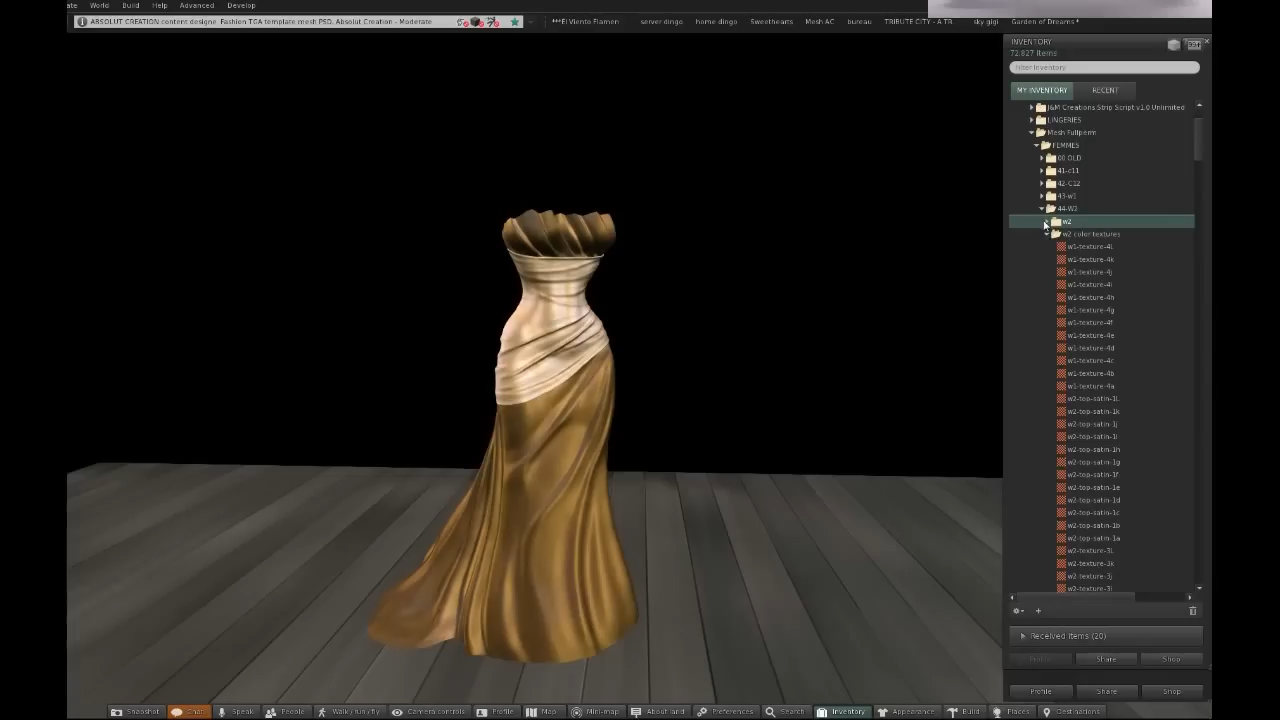 ate World Build Help Advanced Develop
ABSOLUT CREATION content designe Fashion TGA template mesh PSD. Absolut Creation - Moderate
***El Viento Flamen server dingo home dingo Sweethearts Mesh AC bureau TRIBUTE CITY - A TR... sky gigi Garden of Dreams*
INVENTORY
72,827 items
Filter Inventory
MY INVENTORY RECENT
J&M Creations Strip Script v1.0 Unlimited
LINGERIES
Mesh Fullperm
FEMMES
00 OLD
41-c11
42-C12
43-w1
44-W2
w2
w2 color textures
w1-texture-4L
w1-texture-4k
w1-texture-4j
w1-texture-4i
w1-texture-4h
w1-texture-4g
w1-texture-4f
w1-texture-4e
w1-texture-4d
w1-texture-4c
w1-texture-4b
w1-texture-4a
w2-top-satin-1L
w2-top-satin-1k
w2-top-satin-1j
w2-top-satin-1i
w2-top-satin-1h
w2-top-satin-1g
w2-top-satin-1f
w2-top-satin-1e
w2-top-satin-1d
w2-top-satin-1c
w2-top-satin-1b
w2-top-satin-1a
w2-texture-3L
w2-texture-3k
w2-texture-3j
w2-texture-3i
Received Items (20)
Profile Share Shop
Profile Share Shop
Snapshot Chat Speak People Walk / run / fly Camera controls Profile Map Mini-map About land Preferences Search Inventory Appearance Build Places Destinations